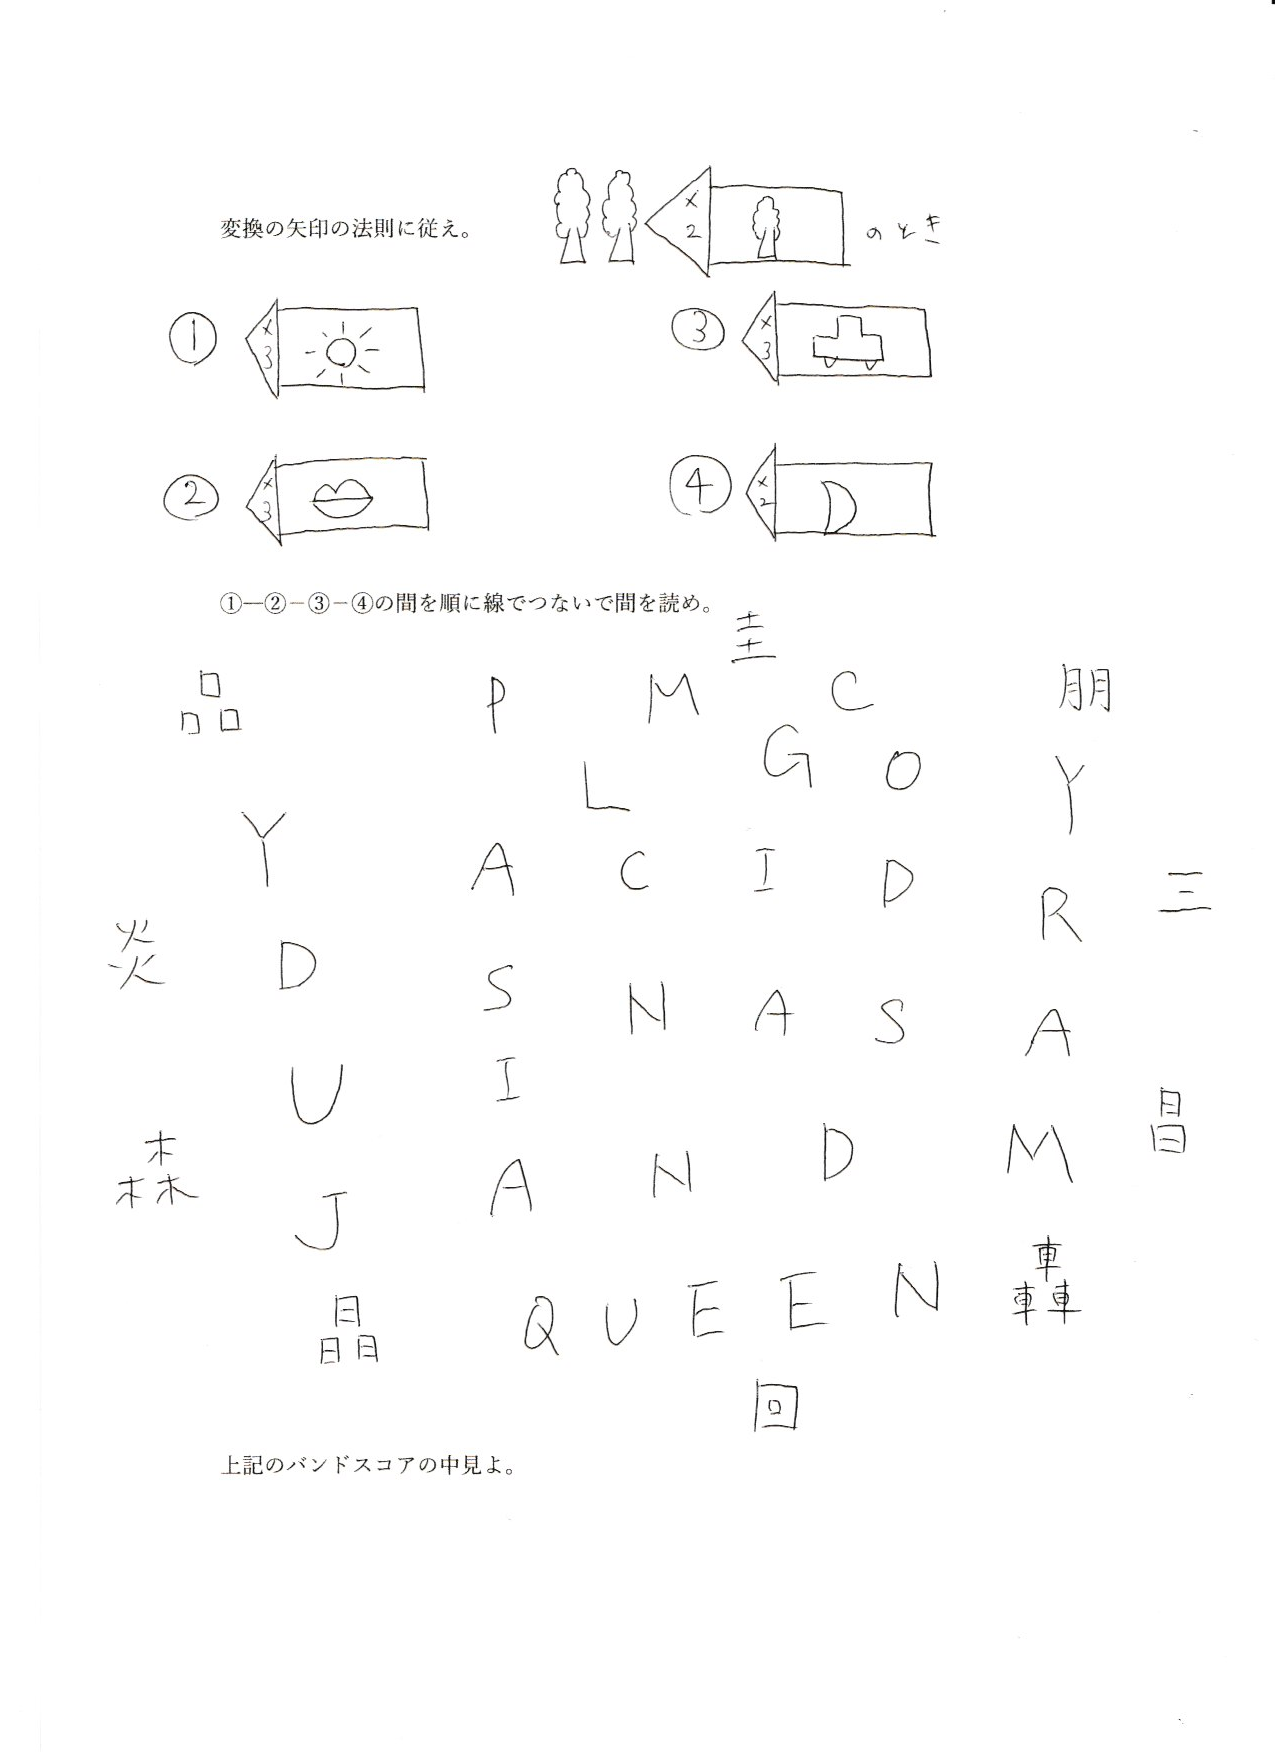 変換の矢印の法則に従え。
×2
のとき
① ×3
③ ×3
② ×3
④ ×2
①―②－③－④の間を順に線でつないで間を読め。
圭
品 P M C 朋
L G O Y
Y A C I D R 三
炎 D S N A S A
U I
森 J A N D M 昌
晶 Q U E E N 轟
回
上記のバンドスコアの中見よ。